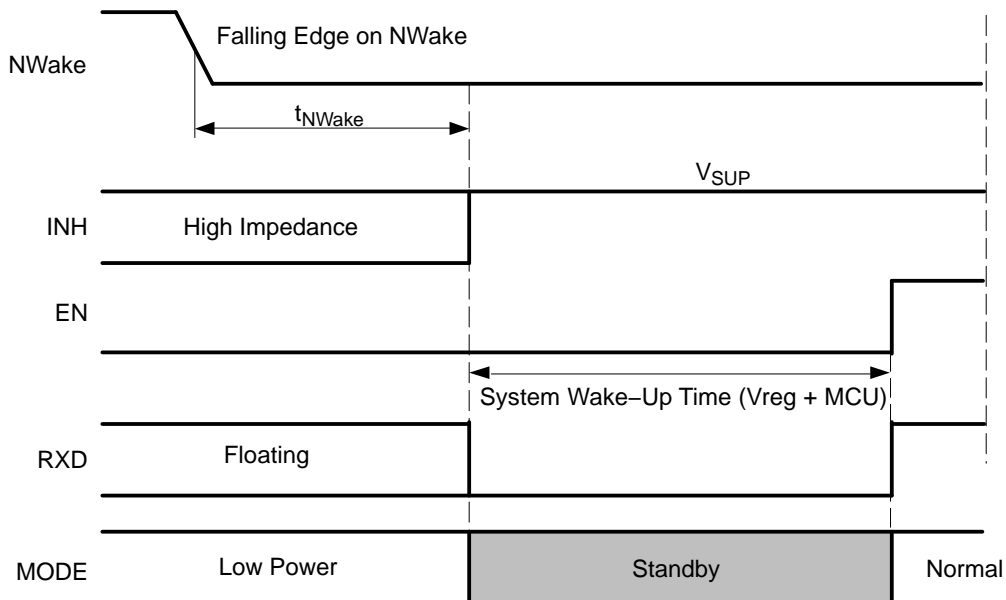 Falling Edge on NWake
NWake
tNWake
VSUP
INH
High Impedance
EN
System Wake–Up Time (Vreg + MCU)
RXD
Floating
MODE
Low Power
Standby
Normal